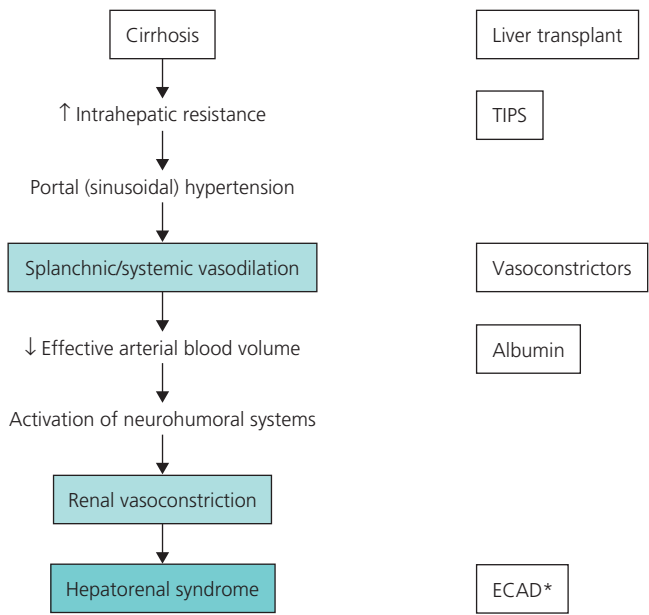 Cirrhosis
Liver transplant
↑ Intrahepatic resistance
TIPS
Portal (sinusoidal) hypertension
Splanchnic/systemic vasodilation
Vasoconstrictors
↓ Effective arterial blood volume
Albumin
Activation of neurohumoral systems
Renal vasoconstriction
Hepatorenal syndrome
ECAD*